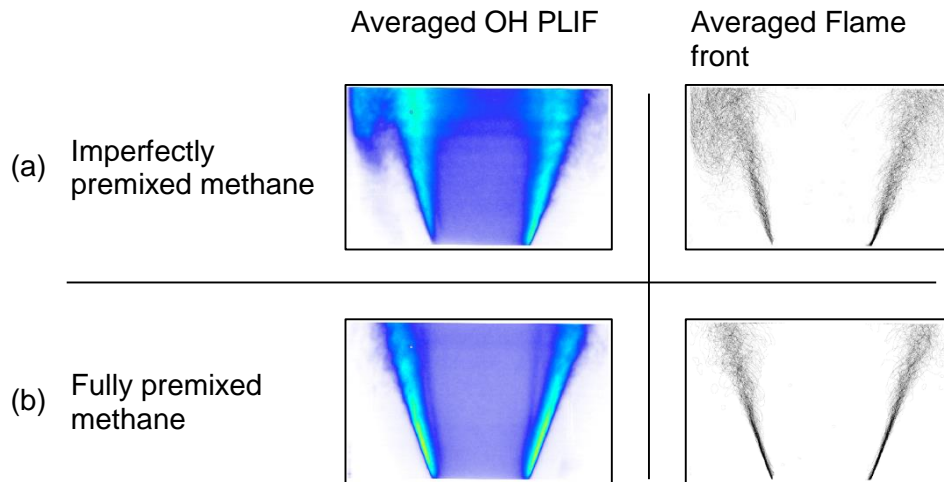 Averaged OH PLIF
Averaged Flame
front
(a)
Imperfectly
premixed methane
(b)
Fully premixed
methane